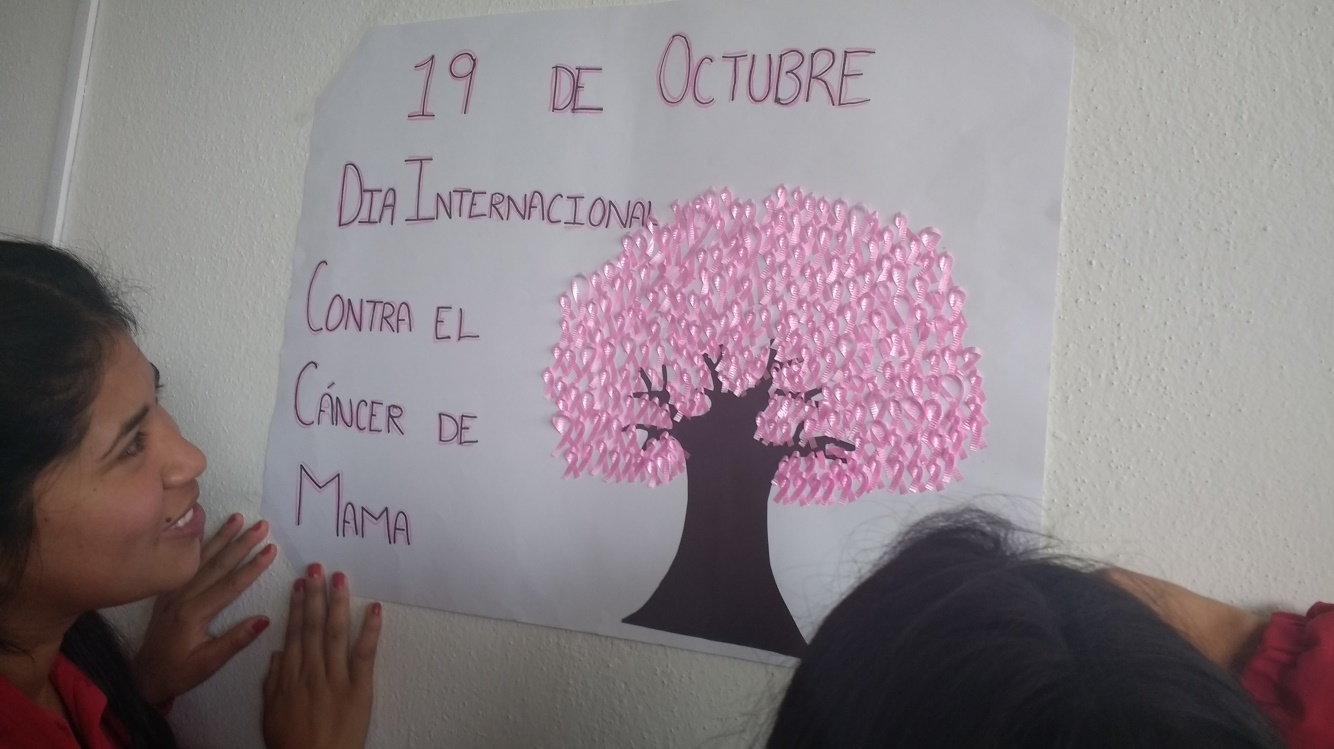 19 DE OCTUBRE
DIA INTERNACIONAL
CONTRA EL
CÁNCER DE
MAMA